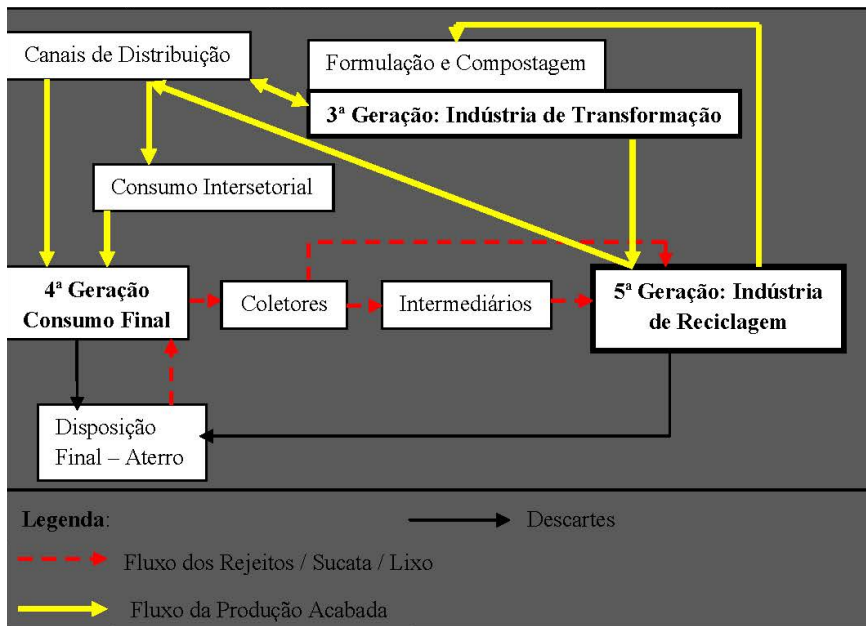 Canais de Distribuição
Formulação e Compostagem
3ª Geração: Indústria de Transformação
Consumo Intersetorial
4ª Geração
Consumo Final
Coletores
Intermediários
5ª Geração: Indústria
de Reciclagem
Disposição
Final – Aterro
Legenda:
Descartes
Fluxo dos Rejeitos / Sucata / Lixo
Fluxo da Produção Acabada